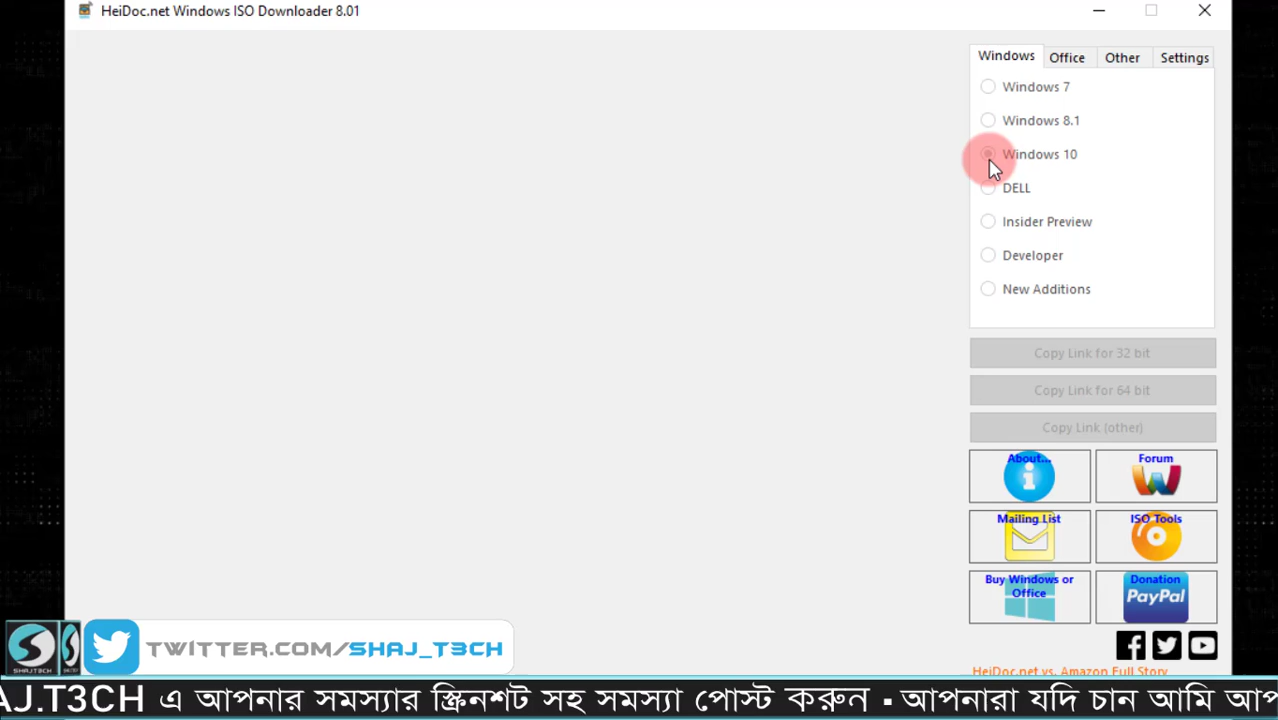 HeiDoc.net Windows ISO Downloader 8.01
Windows Office Other Settings
Windows 7
Windows 8.1
Windows 10
DELL
Insider Preview
Developer
New Additions
Copy Link for 32 bit
Copy Link for 64 bit
Copy Link (other)
About... Forum
Mailing List ISO Tools
Buy Windows or Office Donation
PayPal
HeiDoc.net vs. Amazon Full Story
SHAJT3CH
TWITTER.COM/SHAJ_T3CH
AJ.T3CH এ আপনার সমস্যার স্ক্রিনশট সহ সমস্যা পোস্ট করুন • আপনারা যদি চান আমি আপ